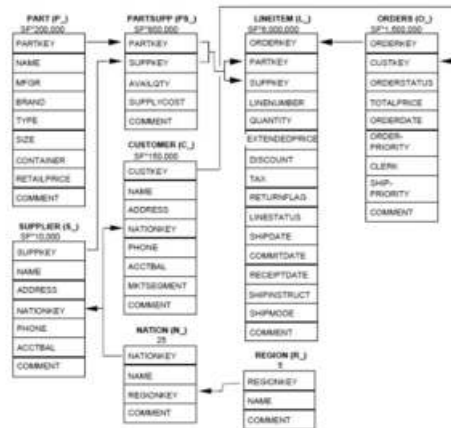 PART (P_)
SF*200,000
PARTKEY
NAME
MFGR
BRAND
TYPE
SIZE
CONTAINER
RETAILPRICE
COMMENT
SUPPLIER (S_)
SF*10,000
SUPPKEY
NAME
ADDRESS
NATIONKEY
PHONE
ACCTBAL
COMMENT
PARTSUPP (PS_)
SF*800,000
PARTKEY
SUPPKEY
AVAILQTY
SUPPLYCOST
COMMENT
CUSTOMER (C_)
SF*150,000
CUSTKEY
NAME
ADDRESS
NATIONKEY
PHONE
ACCTBAL
MKTSEGMENT
COMMENT
NATION (N_)
25
NATIONKEY
NAME
REGIONKEY
COMMENT
LINEITEM (L_)
SF*6,000,000
ORDERKEY
PARTKEY
SUPPKEY
LINENUMBER
QUANTITY
EXTENDEDPRICE
DISCOUNT
TAX
RETURNFLAG
LINESTATUS
SHIPDATE
COMMITDATE
RECEIPTDATE
SHIPINSTRUCT
SHIPMODE
COMMENT
REGION (R_)
5
REGIONKEY
NAME
COMMENT
ORDERS (O_)
SF*1,500,000
ORDERKEY
CUSTKEY
ORDERSTATUS
TOTALPRICE
ORDERDATE
ORDER-
PRIORITY
CLERK
SHIP-
PRIORITY
COMMENT